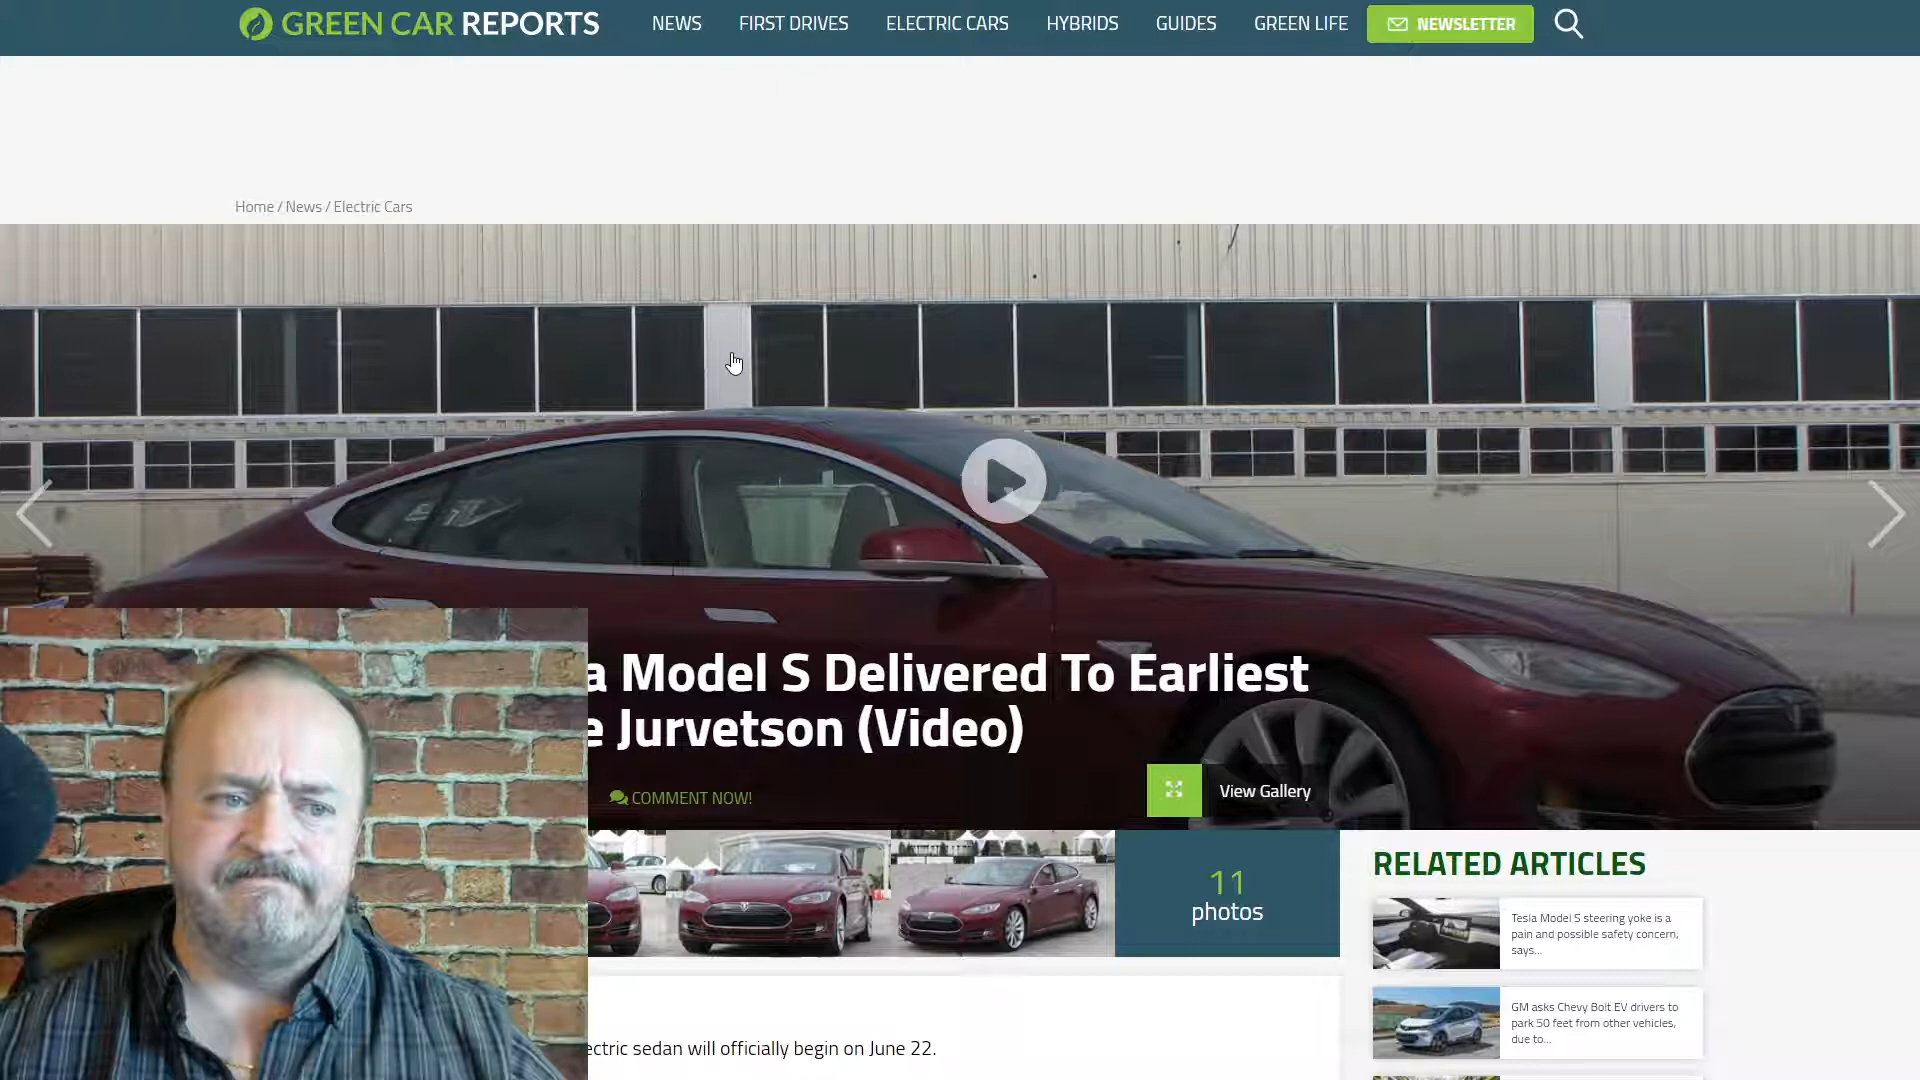 GREEN CAR REPORTS
NEWS
FIRST DRIVES
ELECTRIC CARS
HYBRIDS
GUIDES
GREEN LIFE
NEWSLETTER
Home / News / Electric Cars
a Model S Delivered To Earliest
e Jurvetson (Video)
COMMENT NOW!
View Gallery
11
photos
RELATED ARTICLES
Tesla Model S steering yoke is a
pain and possible safety concern,
says...
GM asks Chevy Bolt EV drivers to
park 50 feet from other vehicles,
due to...
ectric sedan will officially begin on June 22.